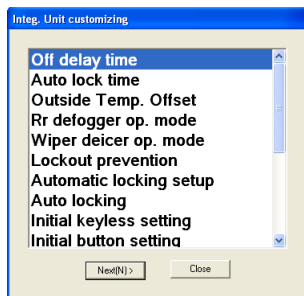 Integ. Unit customizing
Off delay time
Auto lock time
Outside Temp. Offset
Rr defogger op. mode
Wiper deicer op. mode
Lockout prevention
Automatic locking setup
Auto locking
Initial keyless setting
Initial button setting
Next(N) >
Close